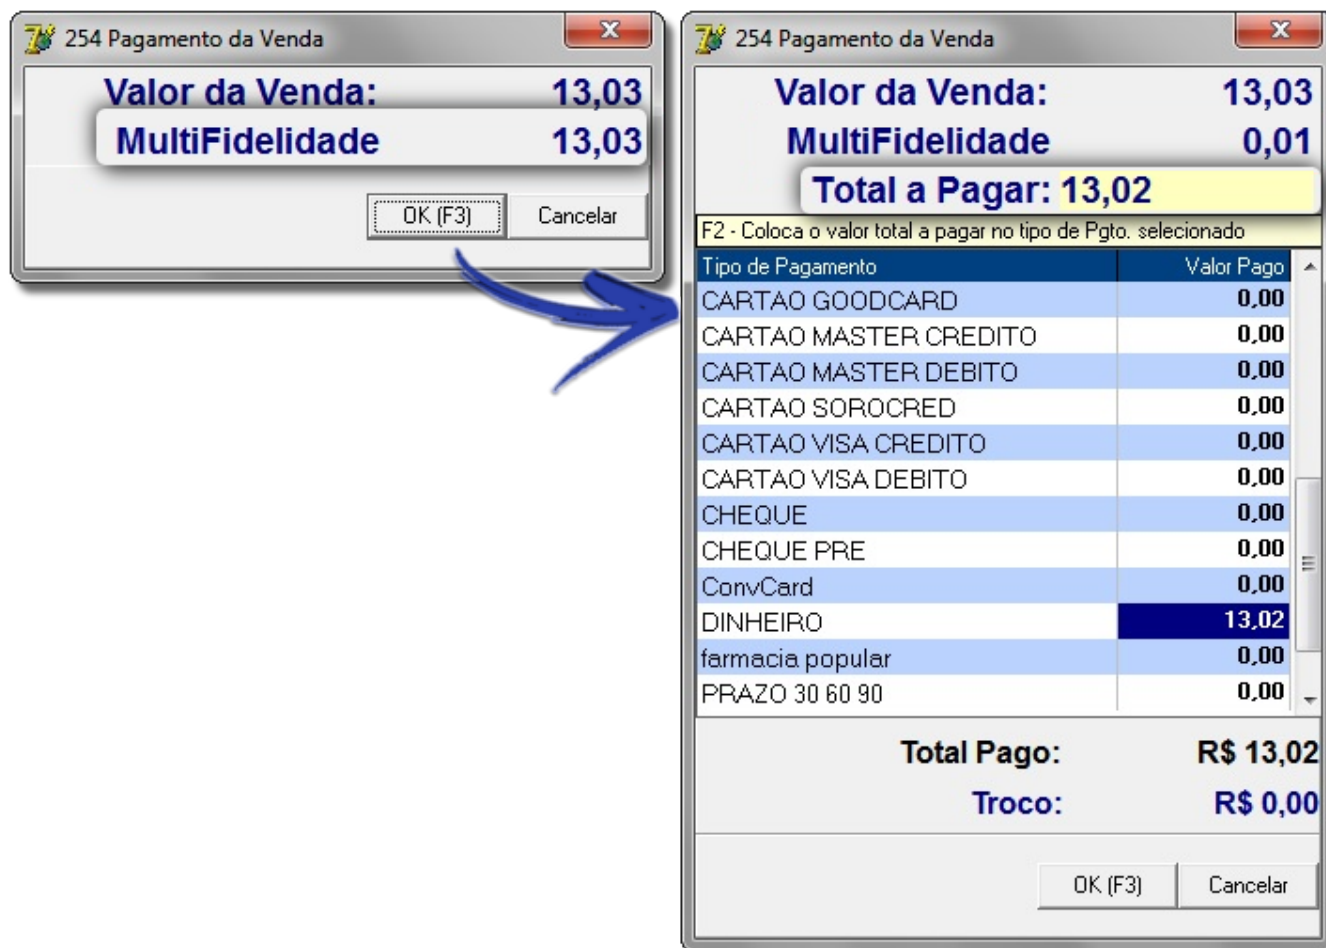 254 Pagamento da Venda
Valor da Venda: 13,03
MultiFidelidade 13,03
OK (F3) Cancelar
254 Pagamento da Venda
Valor da Venda: 13,03
MultiFidelidade 0,01
Total a Pagar: 13,02
F2 - Coloca o valor total a pagar no tipo de Pgto. selecionado
Tipo de Pagamento Valor Pago
CARTAO GOODCARD 0,00
CARTAO MASTER CREDITO 0,00
CARTAO MASTER DEBITO 0,00
CARTAO SOROCRED 0,00
CARTAO VISA CREDITO 0,00
CARTAO VISA DEBITO 0,00
CHEQUE 0,00
CHEQUE PRE 0,00
ConvCard 0,00
DINHEIRO 13,02
farmacia popular 0,00
PRAZO 30 60 90 0,00
Total Pago: R$ 13,02
Troco: R$ 0,00
OK (F3) Cancelar